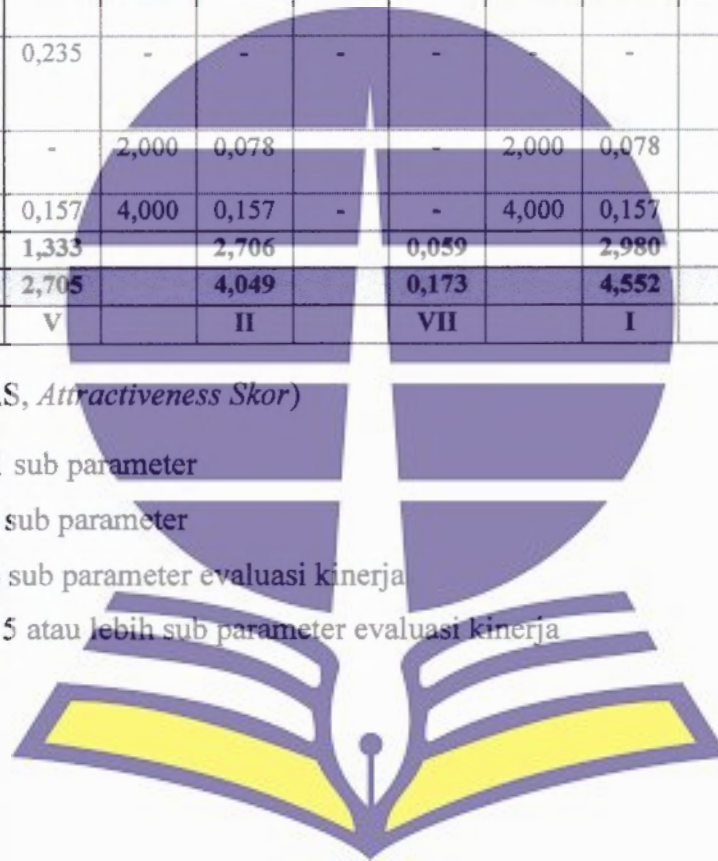 0,235 - - - - - -
- 2,000 0,078 - 2,000 0,078
0,157 4,000 0,157 - - 4,000 0,157
1,333 2,706 0,059 2,980
2,705 4,049 0,173 4,552
V II VII I
S, Attractiveness Skor)
sub parameter
sub parameter
sub parameter evaluasi kinerja
5 atau lebih sub parameter evaluasi kinerja